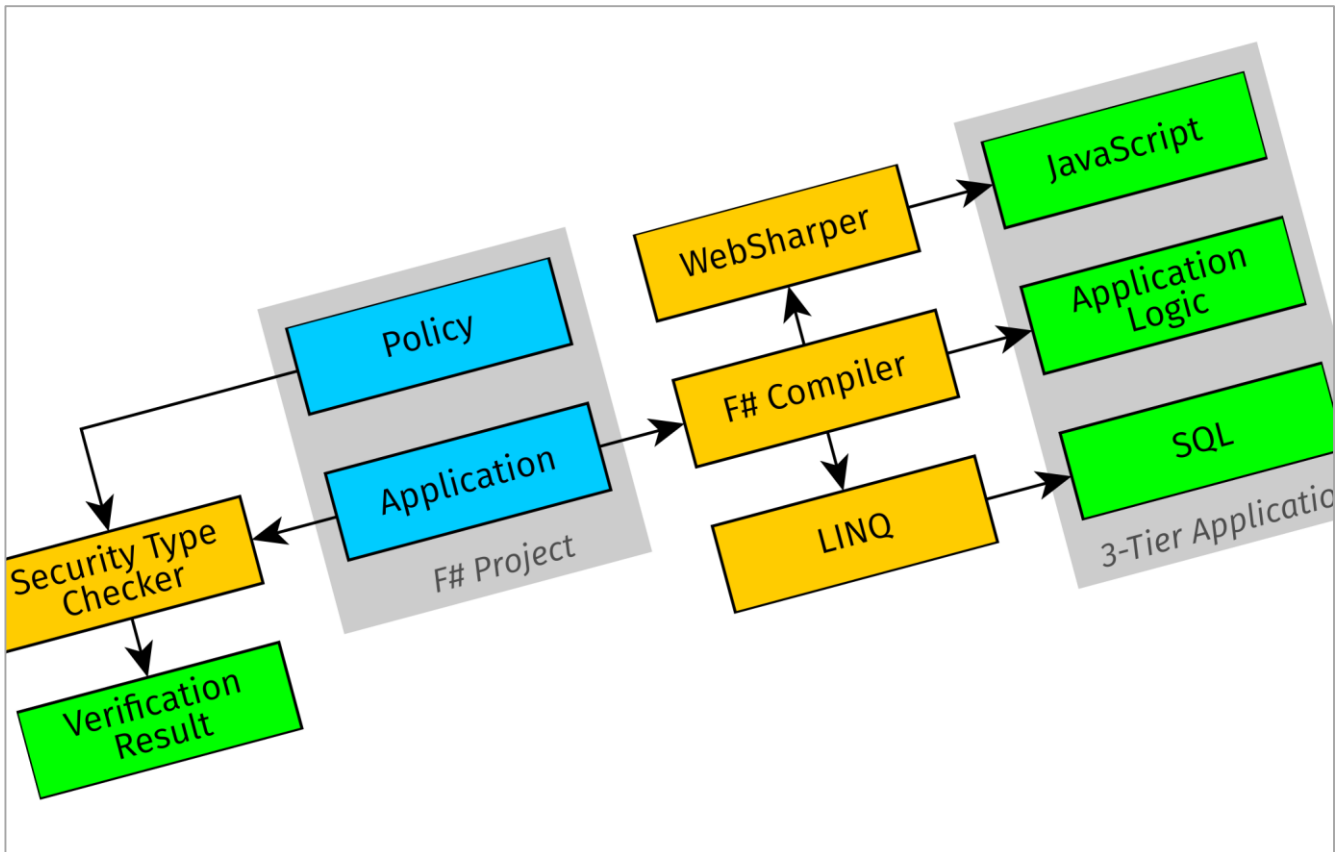 JavaScript
WebSharper
Application
Logic
Policy
F# Compiler
SQL
Application
LINQ
3-Tier Applicatio
F# Project
Security Type
Checker
Verification
Result